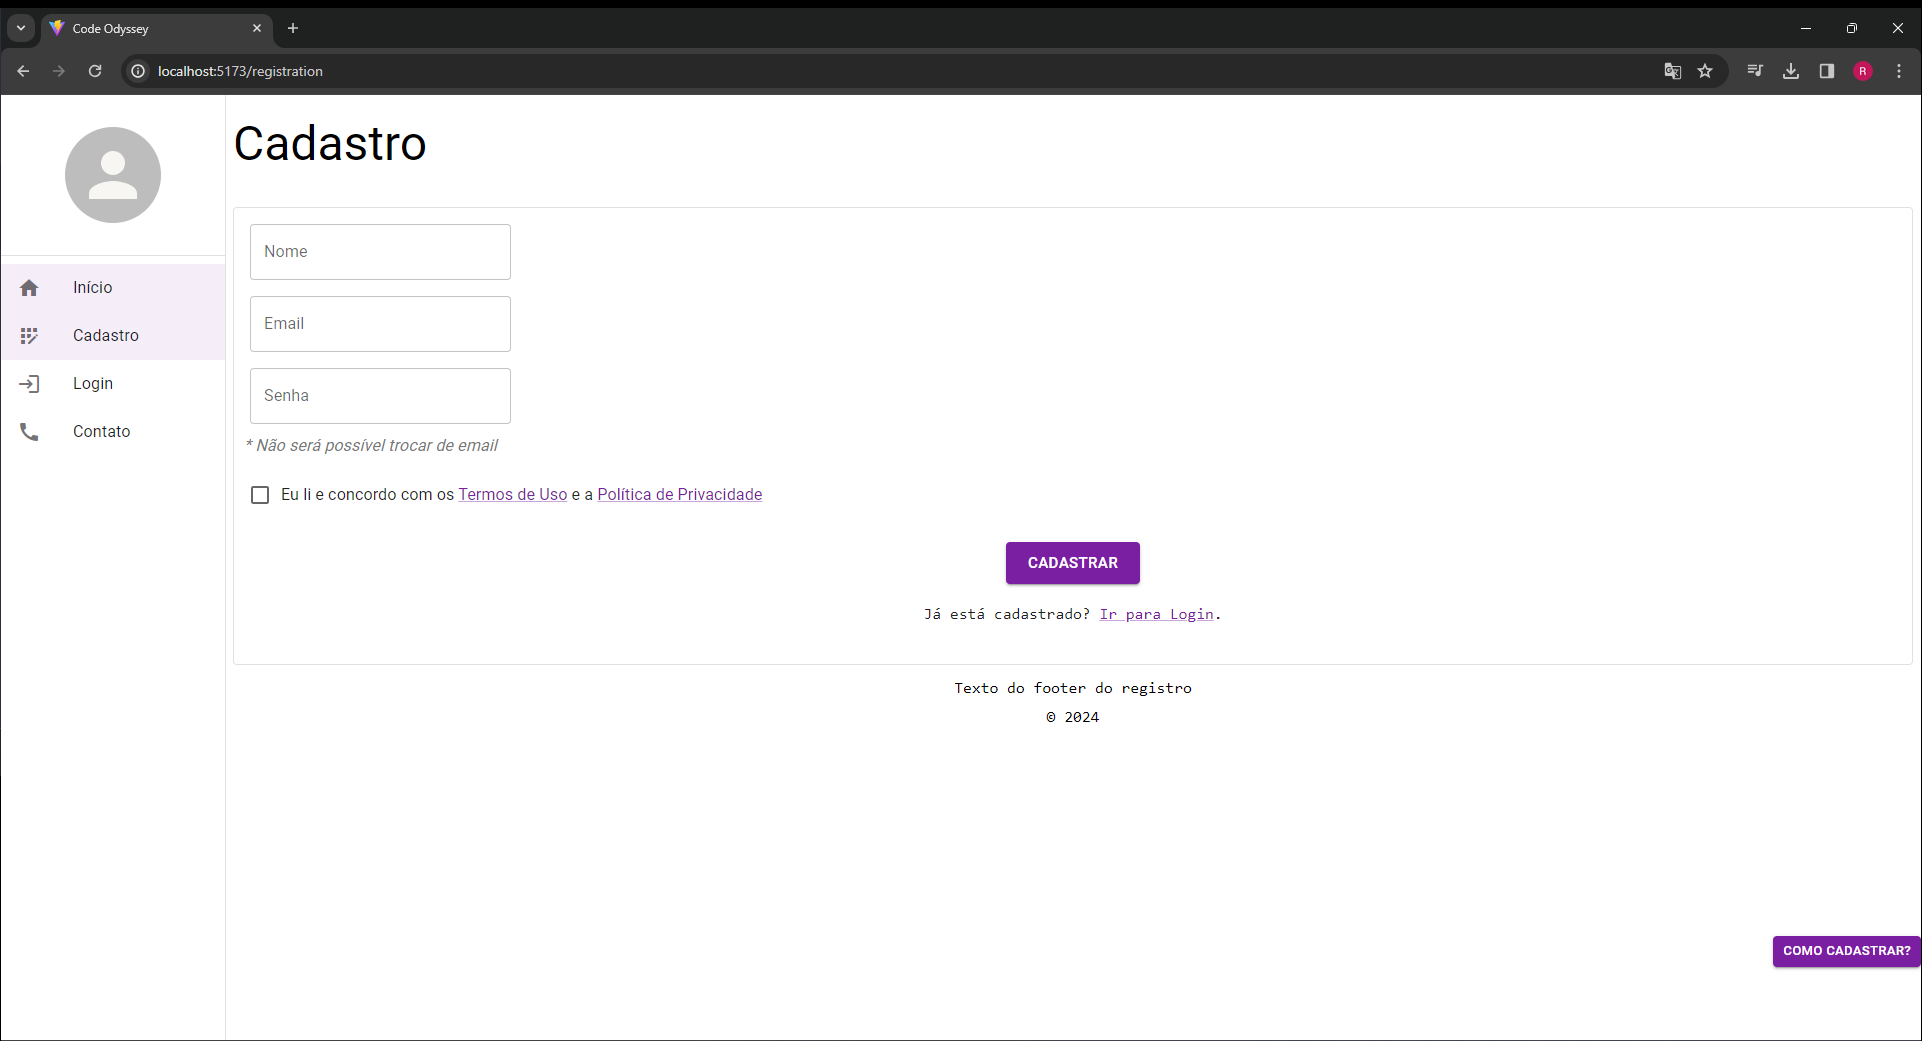 Code Odyssey
localhost:5173/registration
R
Cadastro
Início
Cadastro
Login
Contato
Nome
Email
Senha
* Não será possível trocar de email
Eu li e concordo com os Termos de Uso e a Política de Privacidade
CADASTRAR
Já está cadastrado? Ir para Login.
Texto do footer do registro
© 2024
COMO CADASTRAR?